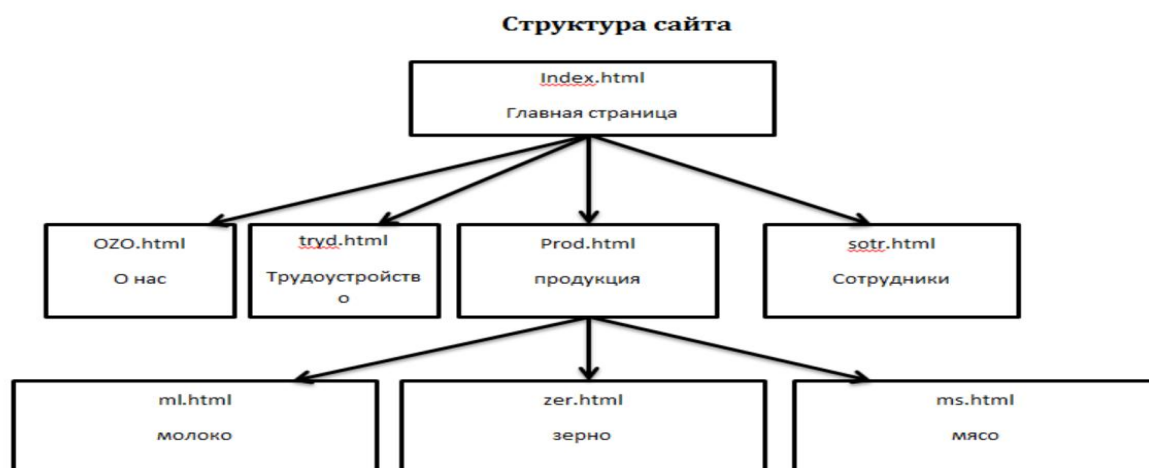 Структура сайта
Index.html
Главная страница
OZO.html
О нас
tryd.html
Трудоустройств
о
Prod.html
продукция
sotr.html
Сотрудники
ml.html
молоко
zer.html
зерно
ms.html
мясо